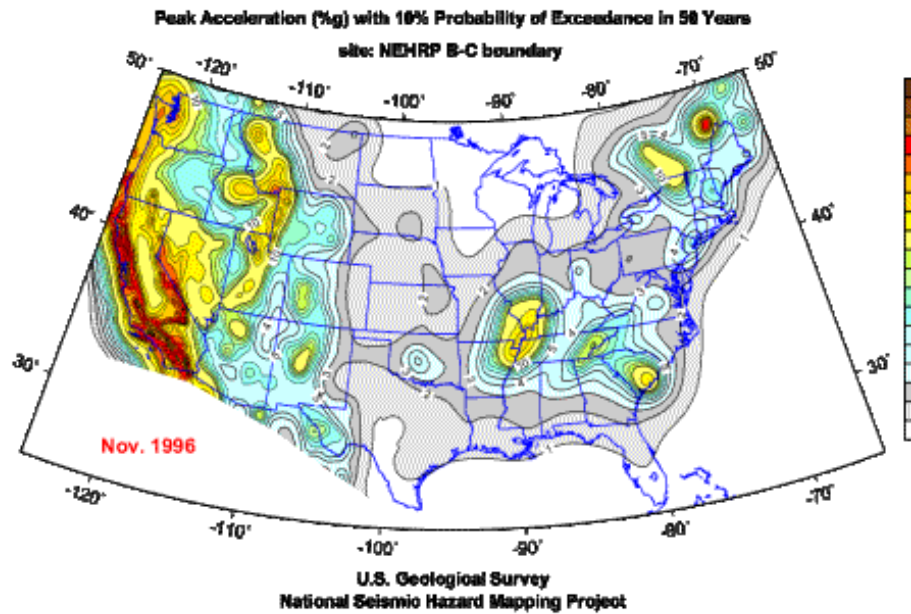 Peak Acceleration (%g) with 10% Probability of Exceedance in 50 Years
site: NEHRP B-C boundary
50° -120° -110° -100° -90° -80° -70° 50°
40° 40°
30° 30°
Nov. 1996
-120° -110° -100° -90° -80° -70°
U.S. Geological Survey
National Seismic Hazard Mapping Project